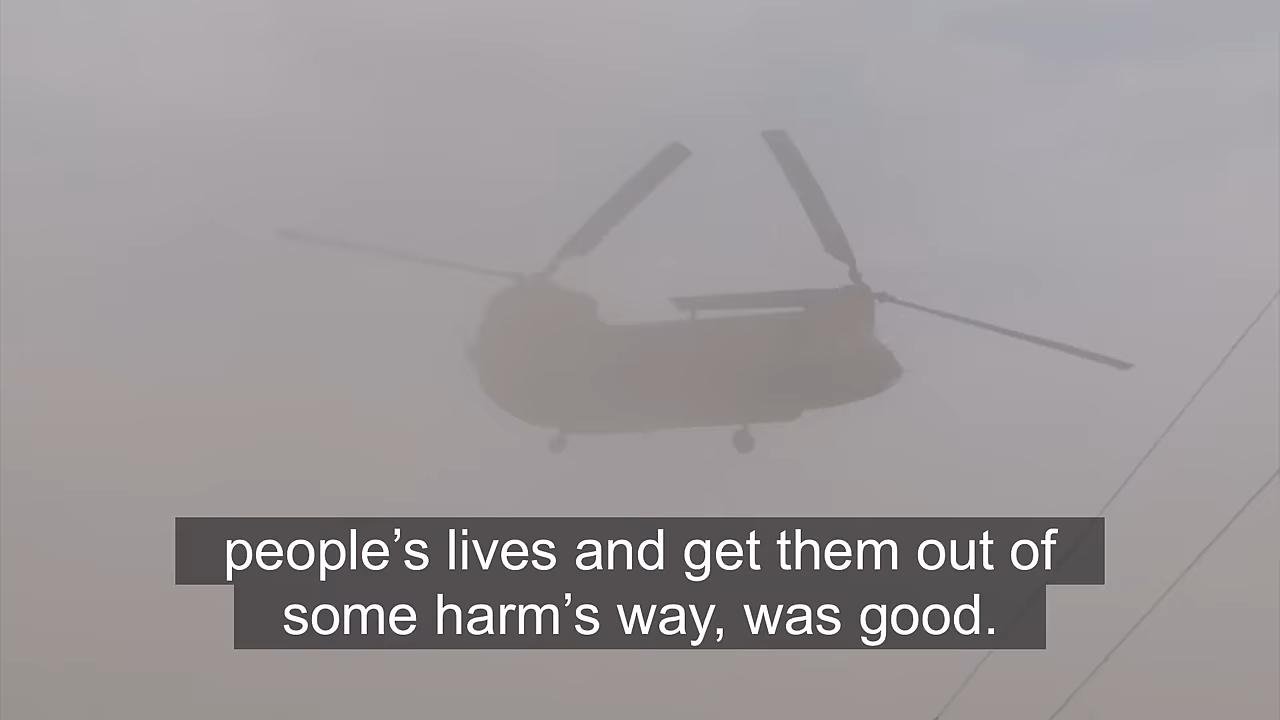 people’s lives and get them out of
some harm’s way, was good.